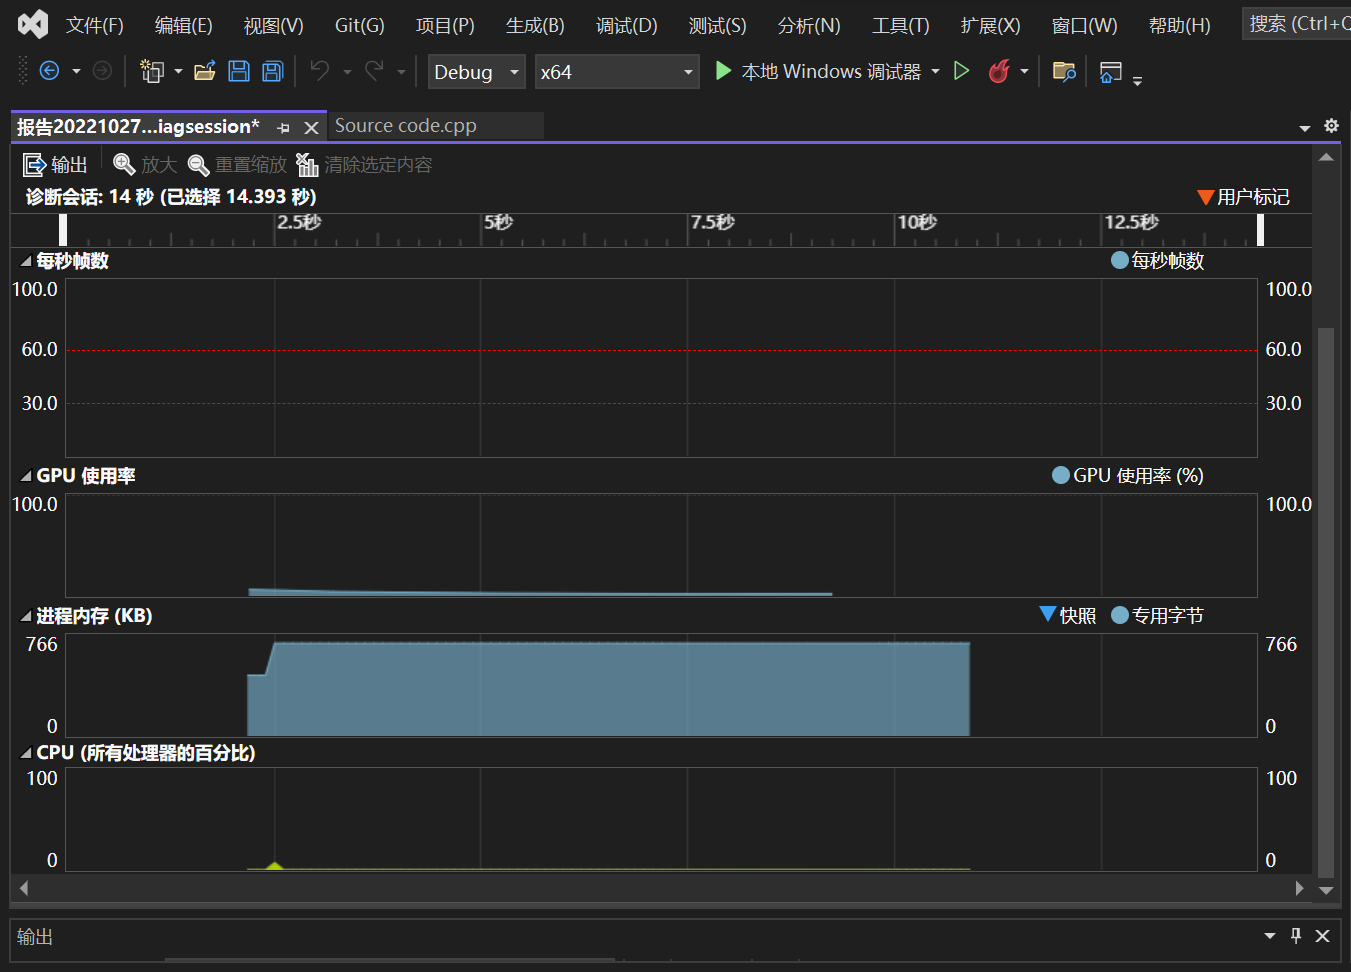 文件(F) 编辑(E) 视图(V) Git(G) 项目(P) 生成(B) 调试(D) 测试(S) 分析(N) 工具(T) 扩展(X) 窗口(W) 帮助(H) 搜索 (Ctrl+Q
Debug x64 本地 Windows 调试器
报告20221027...iagsession* Source code.cpp
输出 放大 重置缩放 清除选定内容
诊断会话: 14 秒 (已选择 14.393 秒) 用户标记
2.5秒 5秒 7.5秒 10秒 12.5秒
每秒帧数 每秒帧数
100.0 100.0
60.0 60.0
30.0 30.0
GPU 使用率 GPU 使用率 (%)
100.0 100.0
进程内存 (KB) 快照 专用字节
766 766
0 0
CPU (所有处理器的百分比)
100 100
0 0
输出